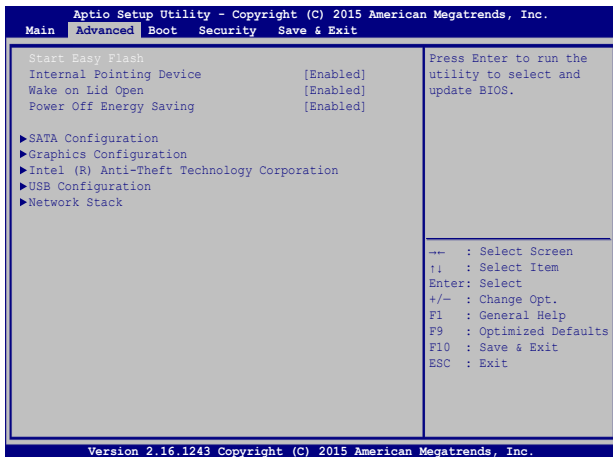 Aptio Setup Utility - Copyright (C) 2015 American Megatrends, Inc.
Main Advanced Boot Security Save & Exit
Start Easy Flash
Internal Pointing Device [Enabled]
Wake on Lid Open [Enabled]
Power Off Energy Saving [Enabled]
▶SATA Configuration
▶Graphics Configuration
▶Intel (R) Anti-Theft Technology Corporation
▶USB Configuration
▶Network Stack
Press Enter to run the
utility to select and
update BIOS.
→← : Select Screen
↑↓ : Select Item
Enter: Select
+/— : Change Opt.
F1 : General Help
F9 : Optimized Defaults
F10 : Save & Exit
ESC : Exit
Version 2.16.1243 Copyright (C) 2015 American Megatrends, Inc.